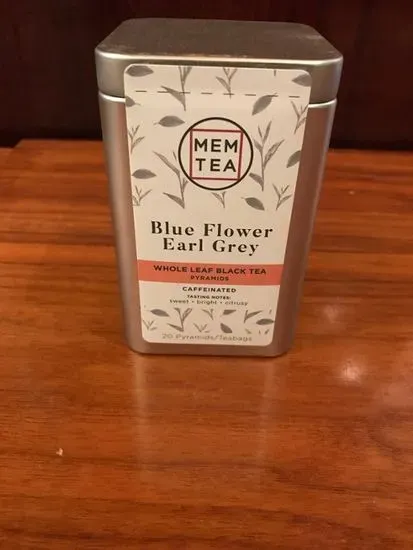 MEM
TEA
Blue Flower
Earl Grey
WHOLE LEAF BLACK TEA
PYRAMIDS
CAFFEINATED
TASTING NOTES:
sweet • bright • citrusy
20 Pyramids/Teabags